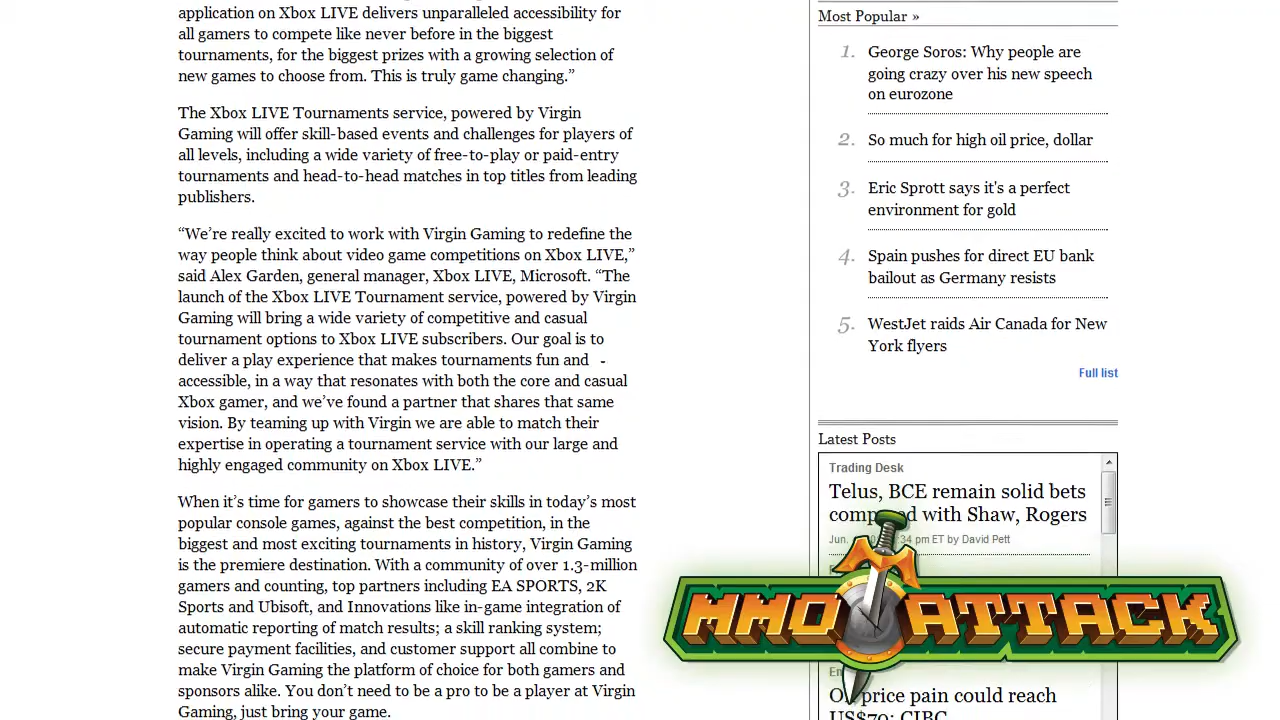 application on Xbox LIVE delivers unparalleled accessibility for
all gamers to compete like never before in the biggest
tournaments, for the biggest prizes with a growing selection of
new games to choose from. This is truly game changing.”
The Xbox LIVE Tournaments service, powered by Virgin
Gaming will offer skill-based events and challenges for players of
all levels, including a wide variety of free-to-play or paid-entry
tournaments and head-to-head matches in top titles from leading
publishers.
“We’re really excited to work with Virgin Gaming to redefine the
way people think about video game competitions on Xbox LIVE,”
said Alex Garden, general manager, Xbox LIVE, Microsoft. “The
launch of the Xbox LIVE Tournament service, powered by Virgin
Gaming will bring a wide variety of competitive and casual
tournament options to Xbox LIVE subscribers. Our goal is to
deliver a play experience that makes tournaments fun and -
accessible, in a way that resonates with both the core and casual
Xbox gamer, and we’ve found a partner that shares that same
vision. By teaming up with Virgin we are able to match their
expertise in operating a tournament service with our large and
highly engaged community on Xbox LIVE.”
When it’s time for gamers to showcase their skills in today’s most
popular console games, against the best competition, in the
biggest and most exciting tournaments in history, Virgin Gaming
is the premiere destination. With a community of over 1.3-million
gamers and counting, top partners including EA SPORTS, 2K
Sports and Ubisoft, and Innovations like in-game integration of
automatic reporting of match results; a skill ranking system;
secure payment facilities, and customer support all combine to
make Virgin Gaming the platform of choice for both gamers and
sponsors alike. You don’t need to be a pro to be a player at Virgin
Gaming, just bring your game.
Most Popular »
1. George Soros: Why people are
going crazy over his new speech
on eurozone
2. So much for high oil price, dollar
3. Eric Sprott says it's a perfect
environment for gold
4. Spain pushes for direct EU bank
bailout as Germany resists
5. WestJet raids Air Canada for New
York flyers
Full list
Latest Posts
Trading Desk
Telus, BCE remain solid bets
with Shaw, Rogers
Jun. pm ET by David Pett
MMO ATTACK
price pain could reach
US$70: CIBC